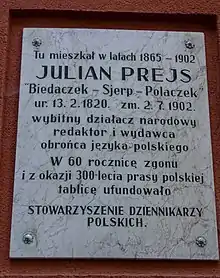 Tu mieszkał w latach 1865 – 1902
JULIAN PREJS
"Biedaczek – Sjerp – Polaczek"
ur. 13. 2. 1820. zm. 2. 7. 1902.
wybitny działacz narodowy
redaktor i wydawca
obrońca języka-polskiego
W 60 rocznicę zgonu
i z okazji 300-lecia prasy polskiej
tablicę ufundowało
STOWARZYSZENIE DZIENNIKARZY
POLSKICH.